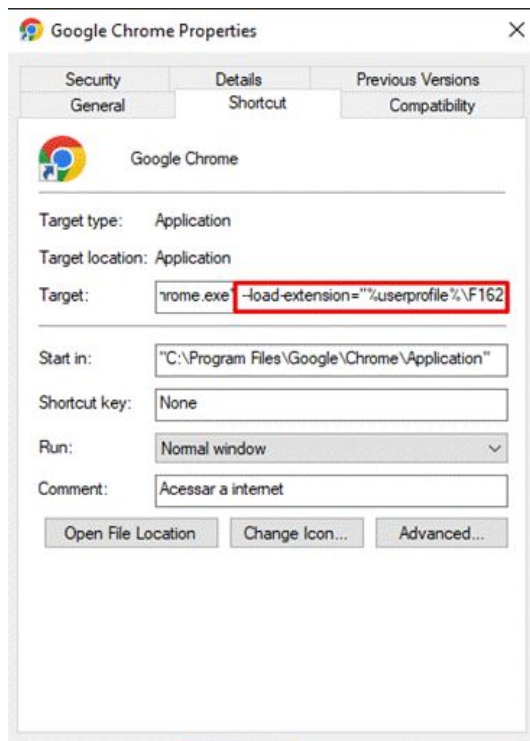 Google Chrome Properties
Security Details Previous Versions
General Shortcut Compatibility
Google Chrome
Target type: Application
Target location: Application
Target: hrome.exe" --load-extension="%userprofile%\F162
Start in: "C:\Program Files\Google\Chrome\Application"
Shortcut key: None
Run: Normal window
Comment: Acessar a internet
Open File Location Change Icon... Advanced...